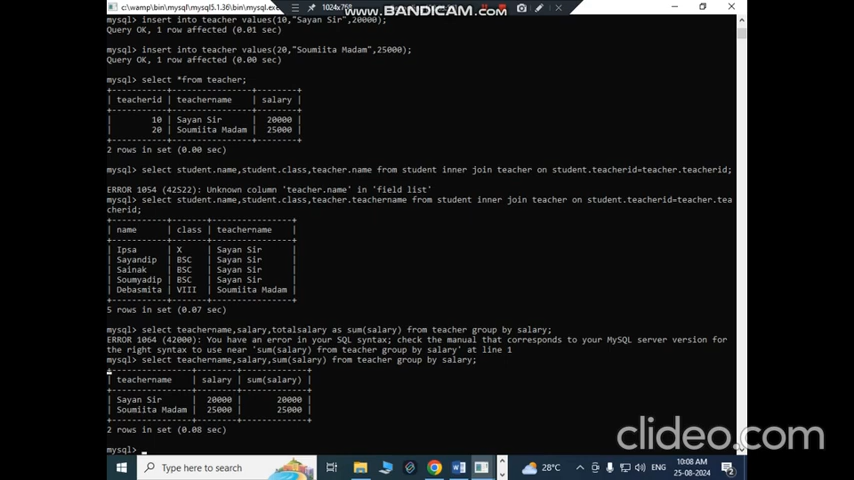 c:\wamp\bin\mysql\mysql5.1.36\bin\mysql.exe
1024x768
www.BANDICAM.com
mysql> insert into teacher values(10,"Sayan Sir",20000);
Query OK, 1 row affected (0.01 sec)
mysql> insert into teacher values(20,"Soumiita Madam",25000);
Query OK, 1 row affected (0.00 sec)
mysql> select *from teacher;
+-----------+----------------+--------+
| teacherid | teachername | salary |
+-----------+----------------+--------+
| 10 | Sayan Sir | 20000 |
| 20 | Soumiita Madam | 25000 |
+-----------+----------------+--------+
2 rows in set (0.00 sec)
mysql> select student.name,student.class,teacher.name from student inner join teacher on student.teacherid=teacher.teacherid;
ERROR 1054 (42S22): Unknown column 'teacher.name' in 'field list'
mysql> select student.name,student.class,teacher.teachername from student inner join teacher on student.teacherid=teacher.tea
cherid;
+-----------+-------+----------------+
| name | class | teachername |
+-----------+-------+----------------+
| Ipsa | X | Sayan Sir |
| Sayandip | BSC | Sayan Sir |
| Sainak | BSC | Sayan Sir |
| Soumyadip | BSC | Sayan Sir |
| Debasmita | VIII | Soumiita Madam |
+-----------+-------+----------------+
5 rows in set (0.07 sec)
mysql> select teachername,salary,totalsalary as sum(salary) from teacher group by salary;
ERROR 1064 (42000): You have an error in your SQL syntax; check the manual that corresponds to your MySQL server version for
the right syntax to use near 'sum(salary) from teacher group by salary' at line 1
mysql> select teachername,salary,sum(salary) from teacher group by salary;
+----------------+--------+-------------+
| teachername | salary | sum(salary) |
+----------------+--------+-------------+
| Sayan Sir | 20000 | 20000 |
| Soumiita Madam | 25000 | 25000 |
+----------------+--------+-------------+
2 rows in set (0.08 sec)
mysql> _
clideo.com
Type here to search
28°C
ENG
10:08 AM
25-08-2024
2